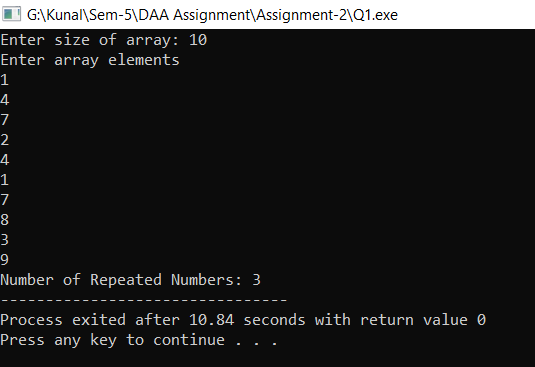 G:\Kunal\Sem-5\DAA Assignment\Assignment-2\Q1.exe
Enter size of array: 10
Enter array elements
1
4
7
2
4
1
7
8
3
9
Number of Repeated Numbers: 3
--------------------------------
Process exited after 10.84 seconds with return value 0
Press any key to continue . . .